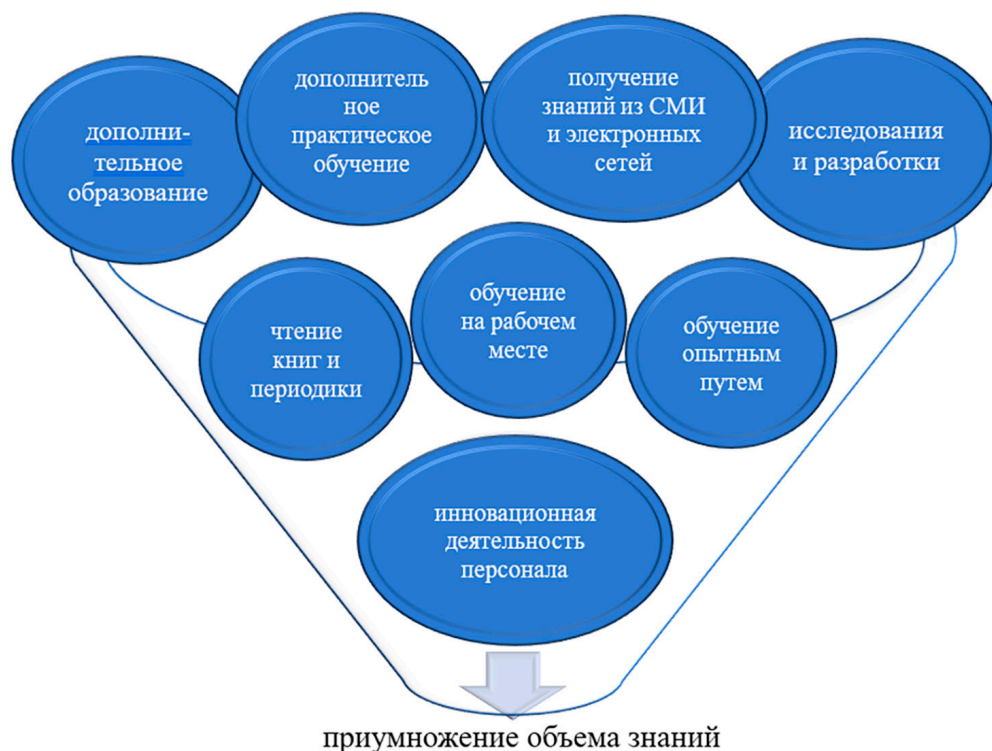 дополни-
тельное
образование
дополнитель
ное
практическое
обучение
получение
знаний из СМИ
и электронных
сетей
исследования
и разработки
чтение
книг и
периодики
обучение
на рабочем
месте
обучение
опытным
путем
инновационная
деятельность
персонала
приумножение объема знаний